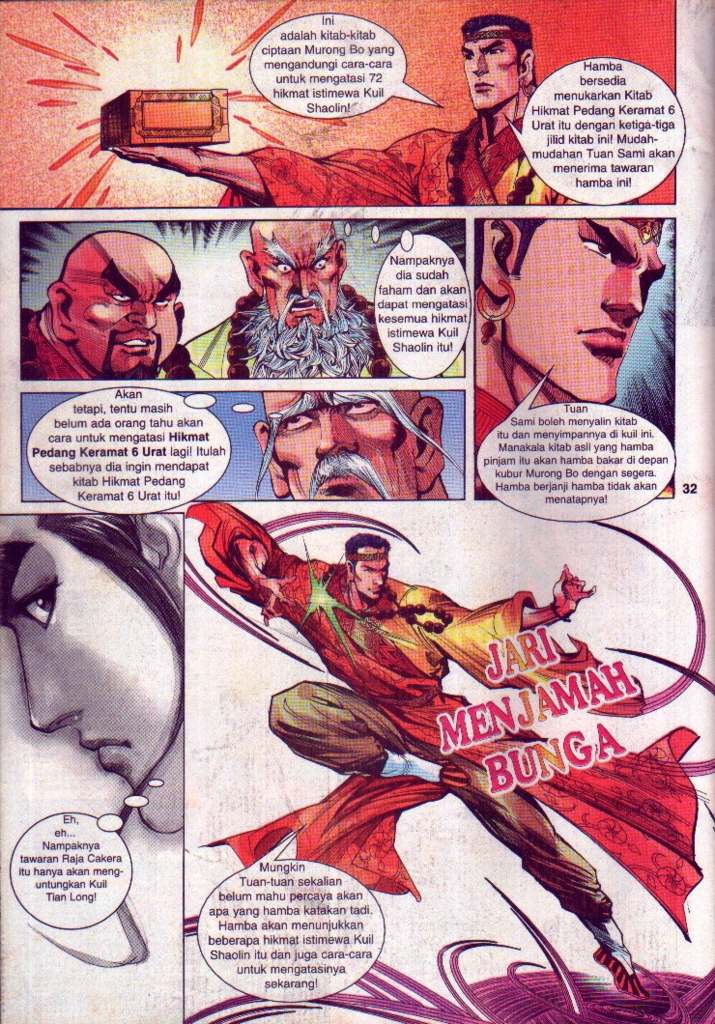 Ini
adalah kitab-kitab
ciptaan Murong Bo yang
mengandungi cara-cara
untuk mengatasi 72
hikmat istimewa Kuil
Shaolin!
Hamba
bersedia
menukarkan Kitab
Hikmat Pedang Keramat 6
Urat itu dengan ketiga-tiga
jilid kitab ini! Mudah-
mudahan Tuan Sami akan
menerima tawaran
hamba ini!
Nampaknya
dia sudah
faham dan akan
dapat mengatasi
kesemua hikmat
istimewa Kuil
Shaolin itu!
Akan
tetapi, tentu masih
belum ada orang tahu akan
cara untuk mengatasi Hikmat
Pedang Keramat 6 Urat lagi! Itulah
sebabnya dia ingin mendapat
kitab Hikmat Pedang
Keramat 6 Urat itu!
Tuan
Sami boleh menyalin kitab
itu dan menyimpannya di kuil ini.
Manakala kitab asli yang hamba
pinjam itu akan hamba bakar di depan
kubur Murong Bo dengan segera.
Hamba berjanji hamba tidak akan
menatapnya!
32
Eh,
eh...
Nampaknya
tawaran Raja Cakera
itu hanya akan meng-
untungkan Kuil
Tian Long!
JARI
MENJAMAH
BUNGA
Mungkin
Tuan-tuan sekalian
belum mahu percaya akan
apa yang hamba katakan tadi.
Hamba akan menunjukkan
beberapa hikmat istimewa Kuil
Shaolin itu dan juga cara-cara
untuk mengatasinya
sekarang!